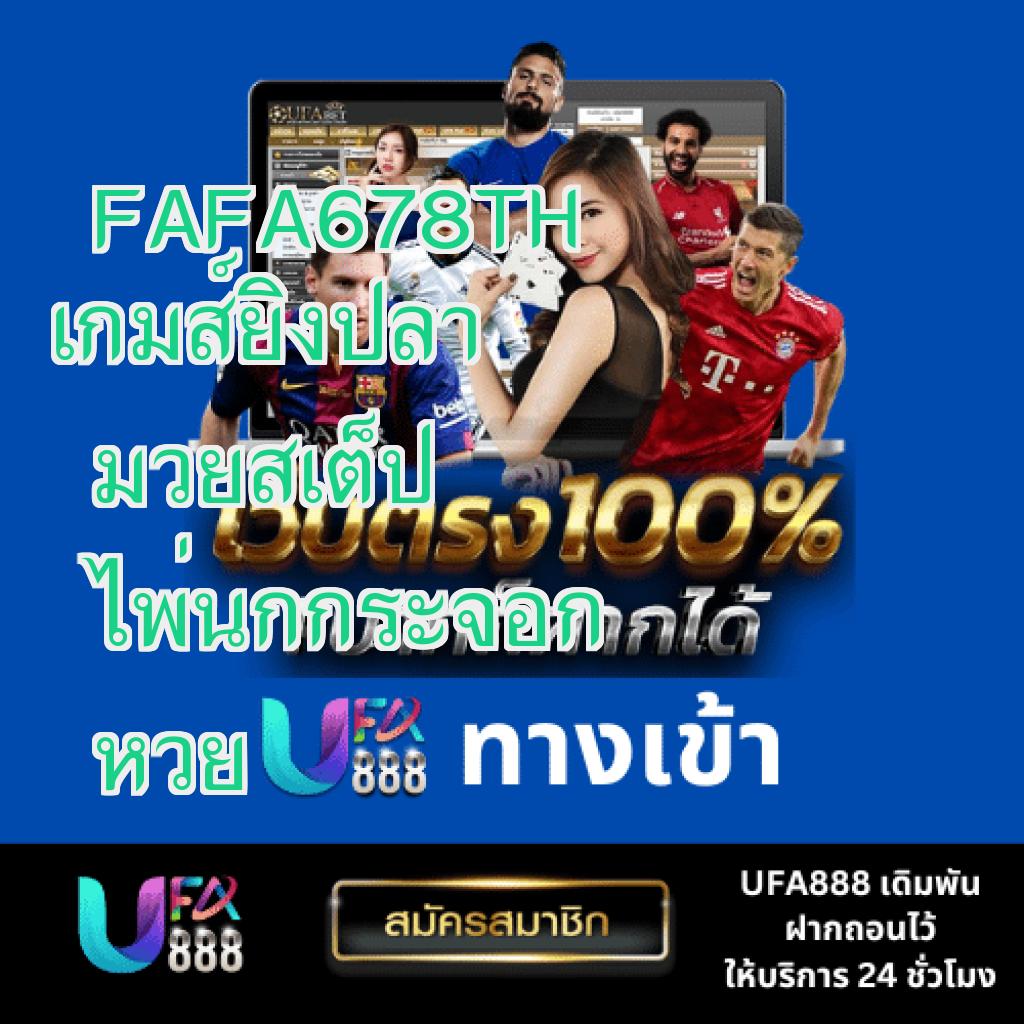 UFABET
FAFA678TH
เกมส์ยิงปลา
มวยสเต็ป
เว็บตรง100%
ไพ่นกกระจอก
หวย
UFA
888
ทางเข้า
UFA
888
สมัครสมาชิก
UFA888 เดิมพัน
ฝากถอนไว้
ให้บริการ 24 ชั่วโมง